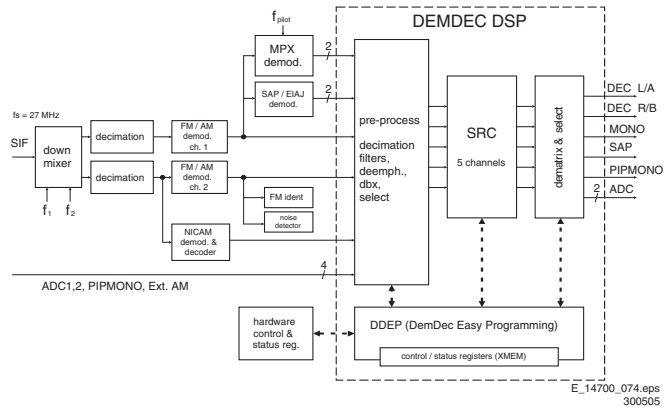 f pilot
DEMDEC DSP
MPX
demod.
2
SAP / EIAJ
demod.
2
fs = 27 MHz
SIF
down
mixer
f1
f2
decimation
FM / AM
demod.
ch. 1
decimation
FM / AM
demod.
ch. 2
FM ident
noise
detector
NICAM
demod. &
decoder
4
ADC1,2, PIPMONO, Ext. AM
pre-process
decimation
filters,
deemph.,
dbx,
select
SRC
5 channels
dematrix & select
DEC L/A
DEC R/B
MONO
SAP
PIPMONO
2
ADC
hardware
control &
status reg.
DDEP (DemDec Easy Programming)
control / status registers (XMEM)
E_14700_074.eps
300505